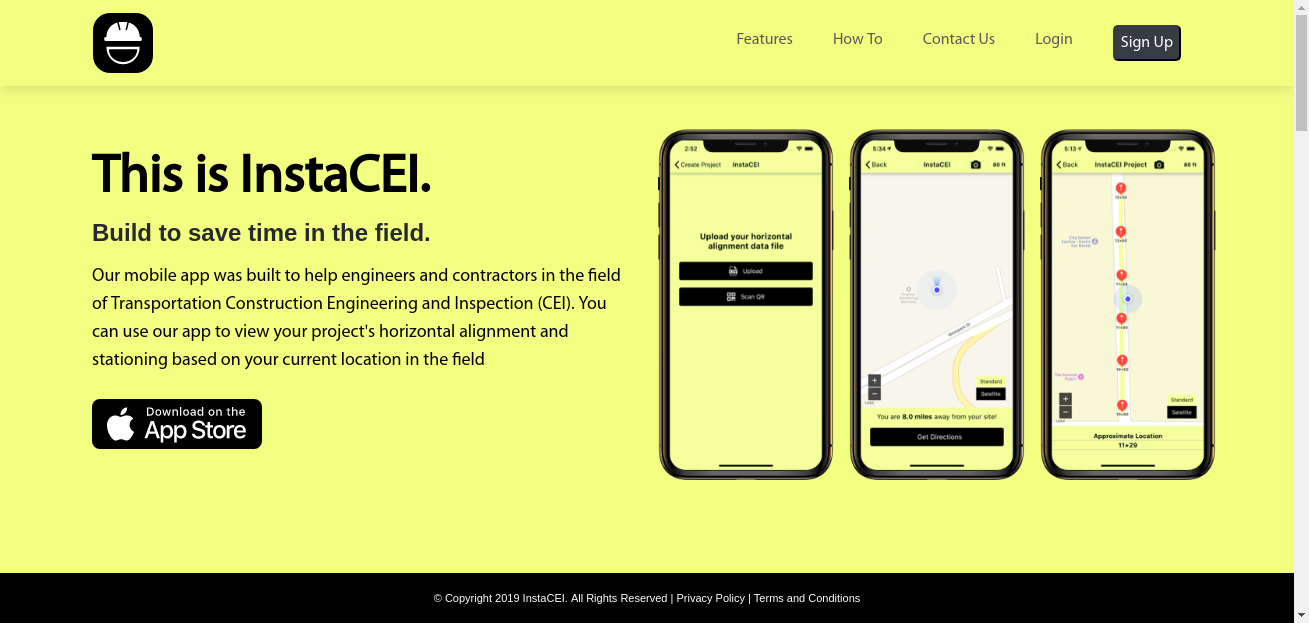 Features
How To
Contact Us
Login
Sign Up
This is InstaCEI.
Build to save time in the field.
Our mobile app was built to help engineers and contractors in the field
of Transportation Construction Engineering and Inspection (CEI). You
can use our app to view your project's horizontal alignment and
stationing based on your current location in the field
Download on the
App Store
2:52
Create Project InstaCEI
Upload your horizontal
alignment data file
Upload
Scan QR
5:34
Back InstaCEI 80 ft
Westpark Dr
+
−
Legal
Standard
Satellite
You are 8.0 miles away from your site!
Get Directions
5:13
Back InstaCEI Project 80 ft
+
−
Legal
Standard
Satellite
Approximate Location
11+29
© Copyright 2019 InstaCEI. All Rights Reserved | Privacy Policy | Terms and Conditions